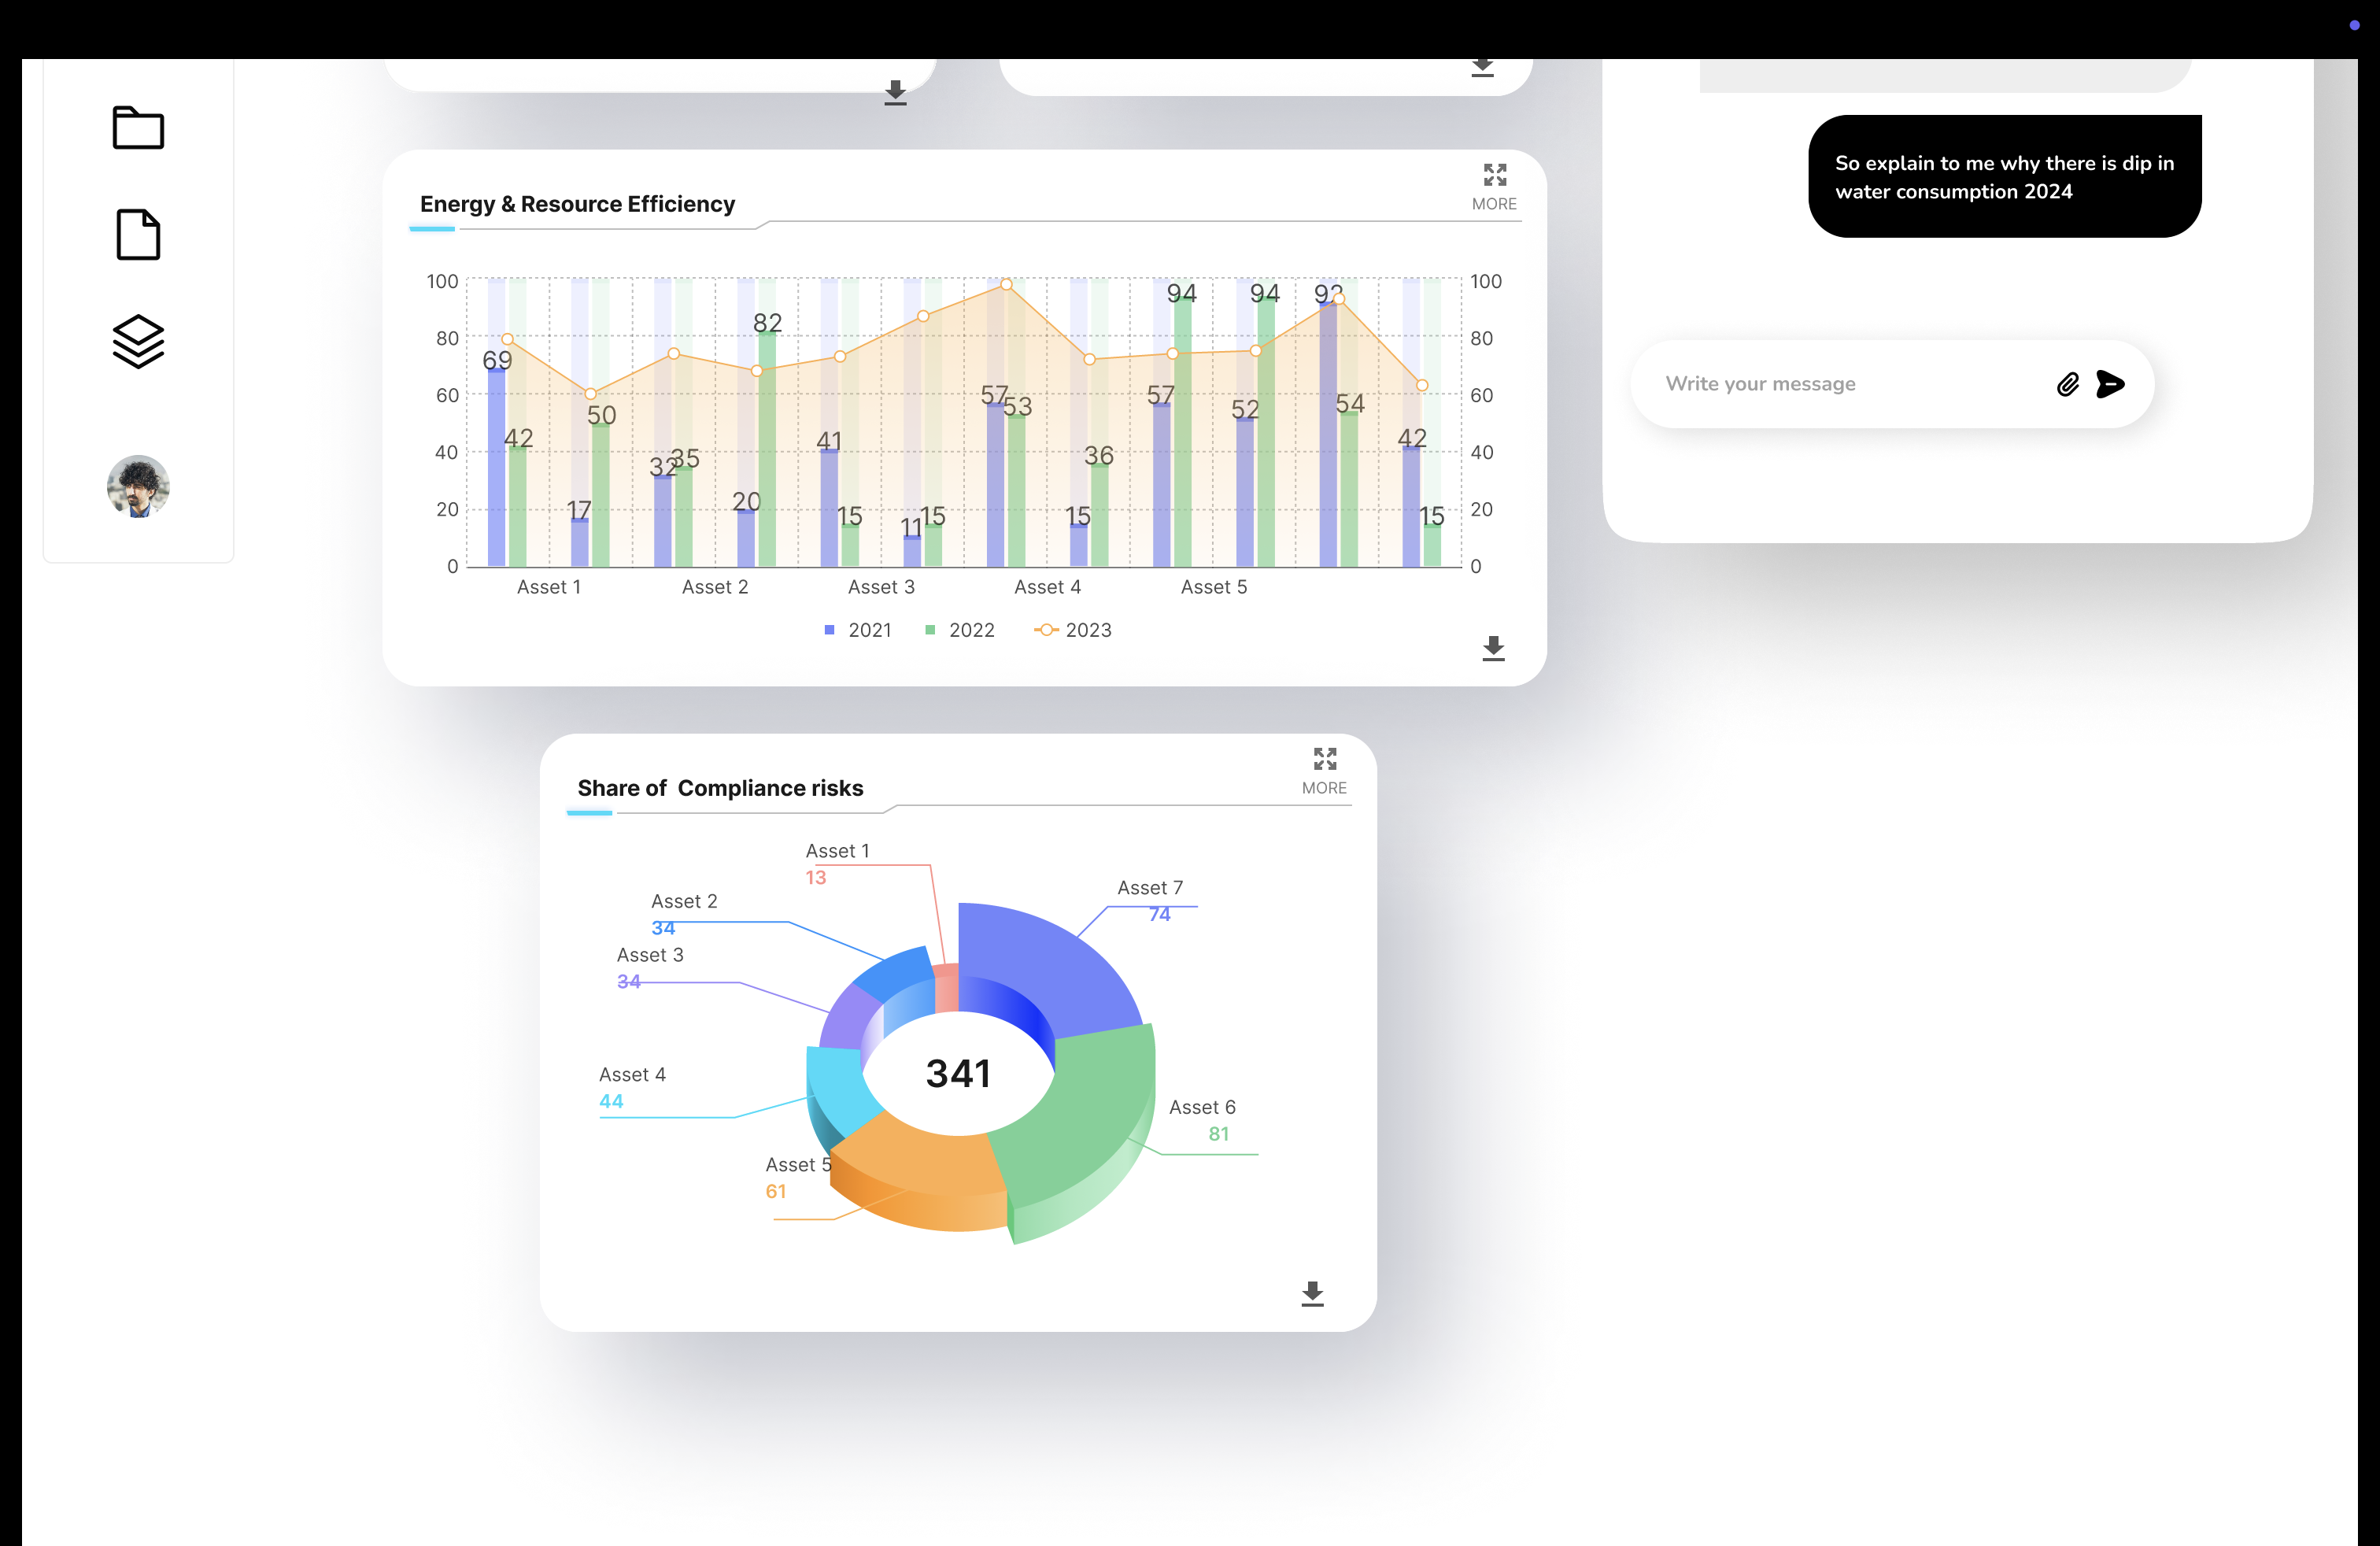 So explain to me why there is dip in
water consumption 2024
Write your message
Energy & Resource Efficiency
MORE
100
80
60
40
20
0
69
42
17
50
32
35
20
82
41
15
11
15
57
53
15
36
57
94
52
94
54
42
15
100
80
60
40
20
0
Asset 1
Asset 2
Asset 3
Asset 4
Asset 5
2021
2022
2023
Share of  Compliance risks
MORE
Asset 1
13
Asset 2
34
Asset 3
34
Asset 4
44
Asset 5
61
Asset 7
74
Asset 6
81
341